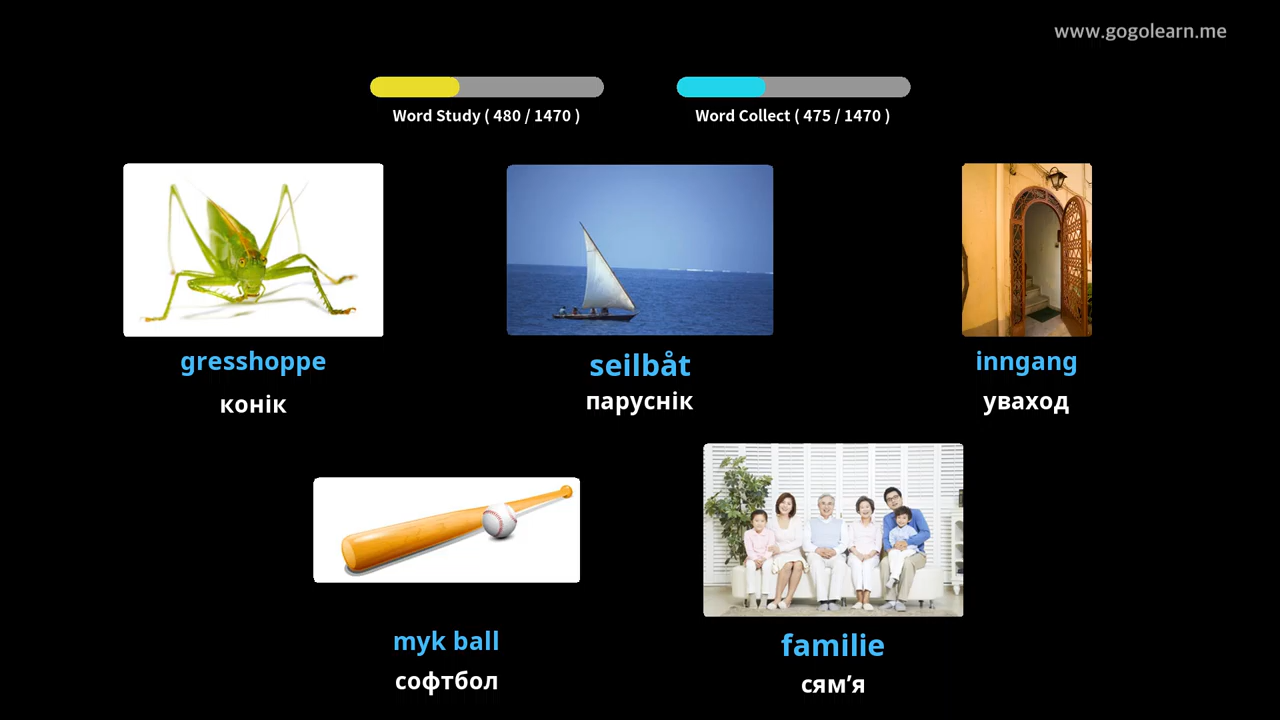 www.gogolearn.me
Word Study ( 480 / 1470 )
Word Collect ( 475 / 1470 )
gresshoppe
конік
seilbåt
паруснік
inngang
уваход
myk ball
софтбол
familie
сям’я